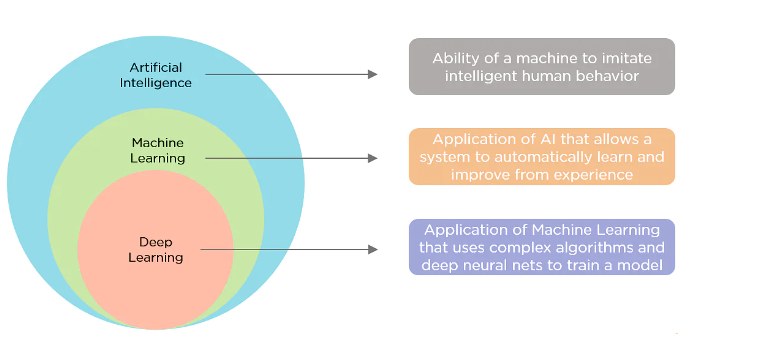 Artificial
Intelligence
Ability of a machine to imitate
intelligent human behavior
Machine
Learning
Application of AI that allows a
system to automatically learn and
improve from experience
Deep
Learning
Application of Machine Learning
that uses complex algorithms and
deep neural nets to train a model